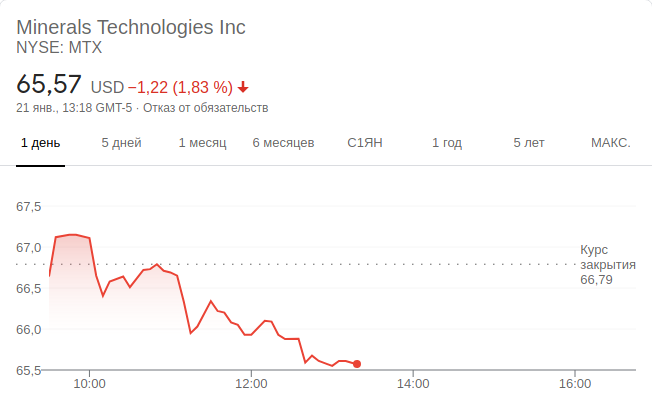 Minerals Technologies Inc
NYSE: MTX
65,57 USD −1,22 (1,83 %)
21 янв., 13:18 GMT-5 · Отказ от обязательств
1 день 5 дней 1 месяц 6 месяцев С1ЯН 1 год 5 лет МАКС.
67,5
67,0
Курс
закрытия
66,79
66,5
66,0
65,5
10:00 12:00 14:00 16:00